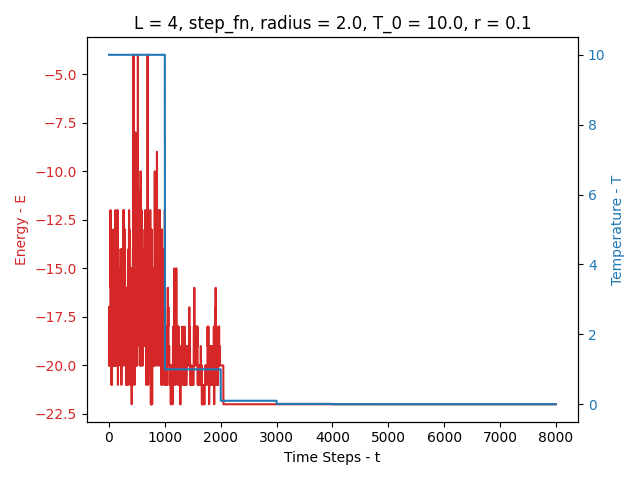 L = 4, step_fn, radius = 2.0, T_0 = 10.0, r = 0.1
−5.0
−7.5
−10.0
−12.5
−15.0
−17.5
−20.0
−22.5
Energy - E
10
8
6
4
2
0
Temperature - T
0 1000 2000 3000 4000 5000 6000 7000 8000
Time Steps - t